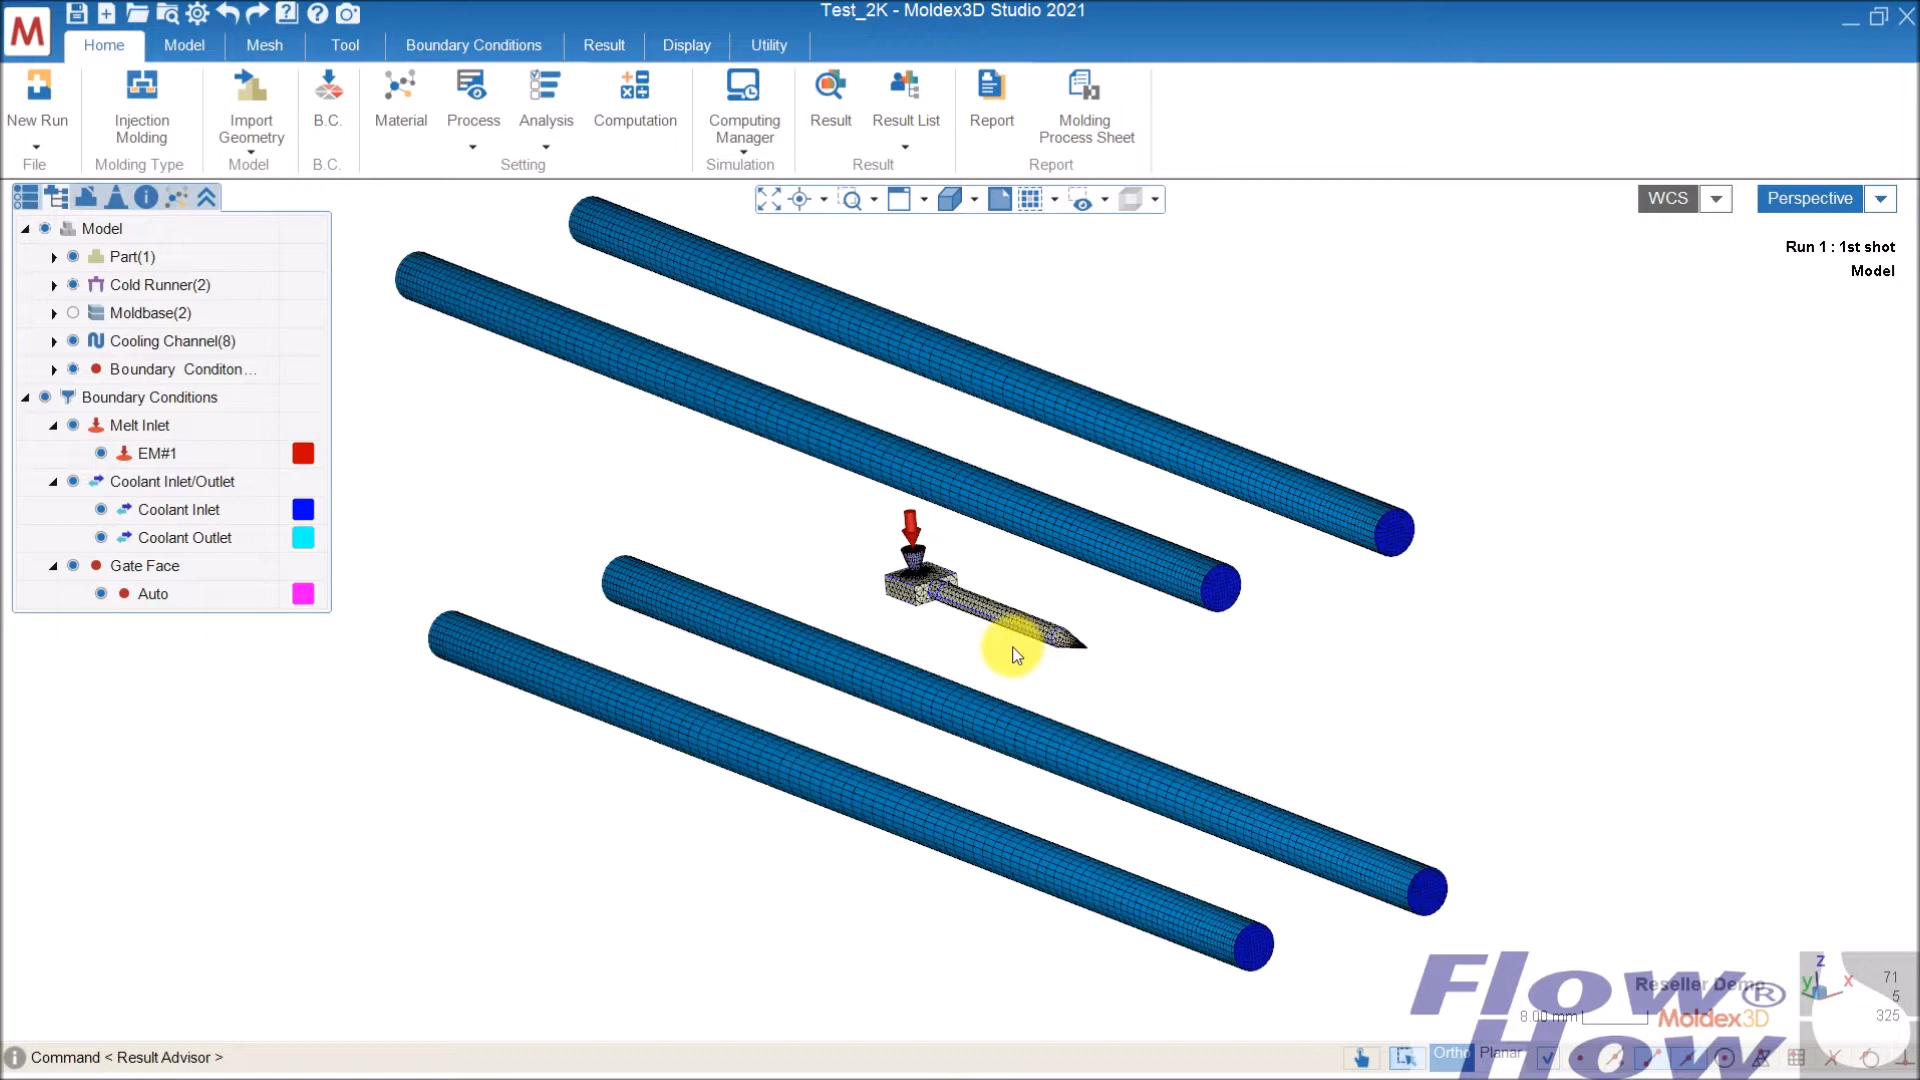 Test_2K - Moldex3D Studio 2021
Home Model Mesh Tool Boundary Conditions Result Display Utility
New Run
Injection Molding
Import Geometry
B.C.
Material
Process
Analysis
Computation
Computing Manager
Result
Result List
Report
Molding Process Sheet
File Molding Type Model B.C. Setting Simulation Result Report
WCS
Perspective
Run 1 : 1st shot
Model
Model
Part(1)
Cold Runner(2)
Moldbase(2)
Cooling Channel(8)
Boundary Conditon...
Boundary Conditions
Melt Inlet
EM#1
Coolant Inlet/Outlet
Coolant Inlet
Coolant Outlet
Gate Face
Auto
Flow
How
Reseller Demo
®
8.00 mm
Moldex3D
z
y
x
71
5
325
Command < Result Advisor >
Ortho Planar